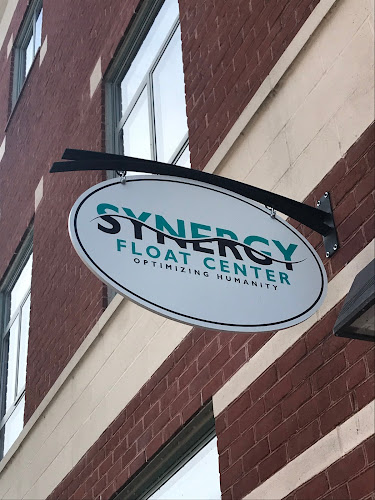 SYNERGY
FLOAT CENTER
OPTIMIZING HUMANITY